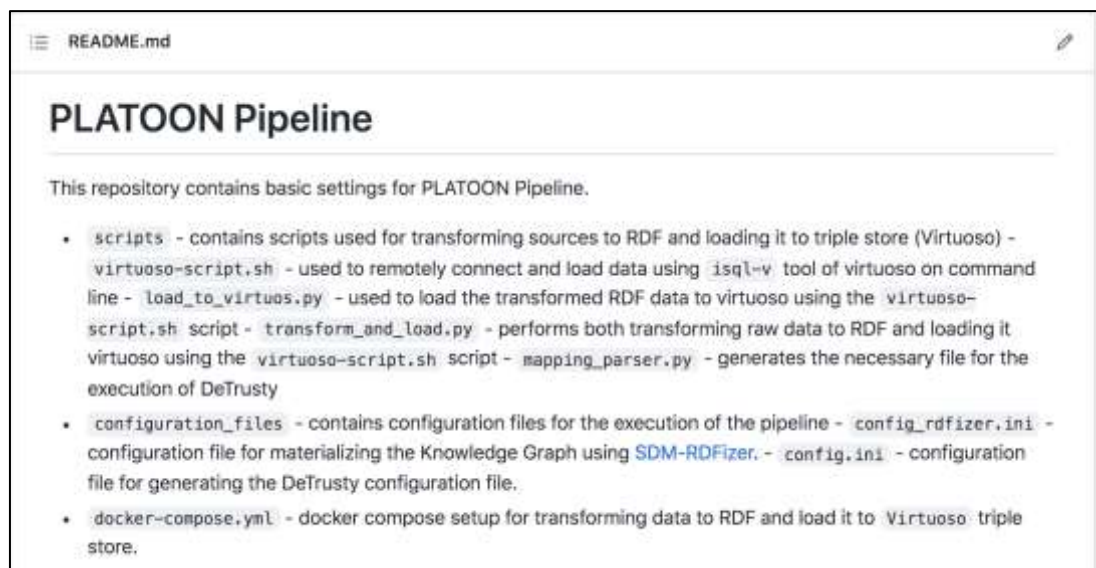 README.md
PLATOON Pipeline
This repository contains basic settings for PLATOON Pipeline.
• scripts - contains scripts used for transforming sources to RDF and loading it to triple store (Virtuoso) -
virtuoso-script.sh - used to remotely connect and load data using isql-v tool of virtuoso on command
line - load_to_virtuos.py - used to load the transformed RDF data to virtuoso using the virtuoso-
script.sh script - transform_and_load.py - performs both transforming raw data to RDF and loading it
virtuoso using the virtuoso-script.sh script - mapping_parser.py - generates the necessary file for the
execution of DeTrusty
• configuration_files - contains configuration files for the execution of the pipeline - config_rdfizer.ini -
configuration file for materializing the Knowledge Graph using SDM-RDFizer. - config.ini - configuration
file for generating the DeTrusty configuration file.
• docker-compose.yml - docker compose setup for transforming data to RDF and load it to Virtuoso triple
store.